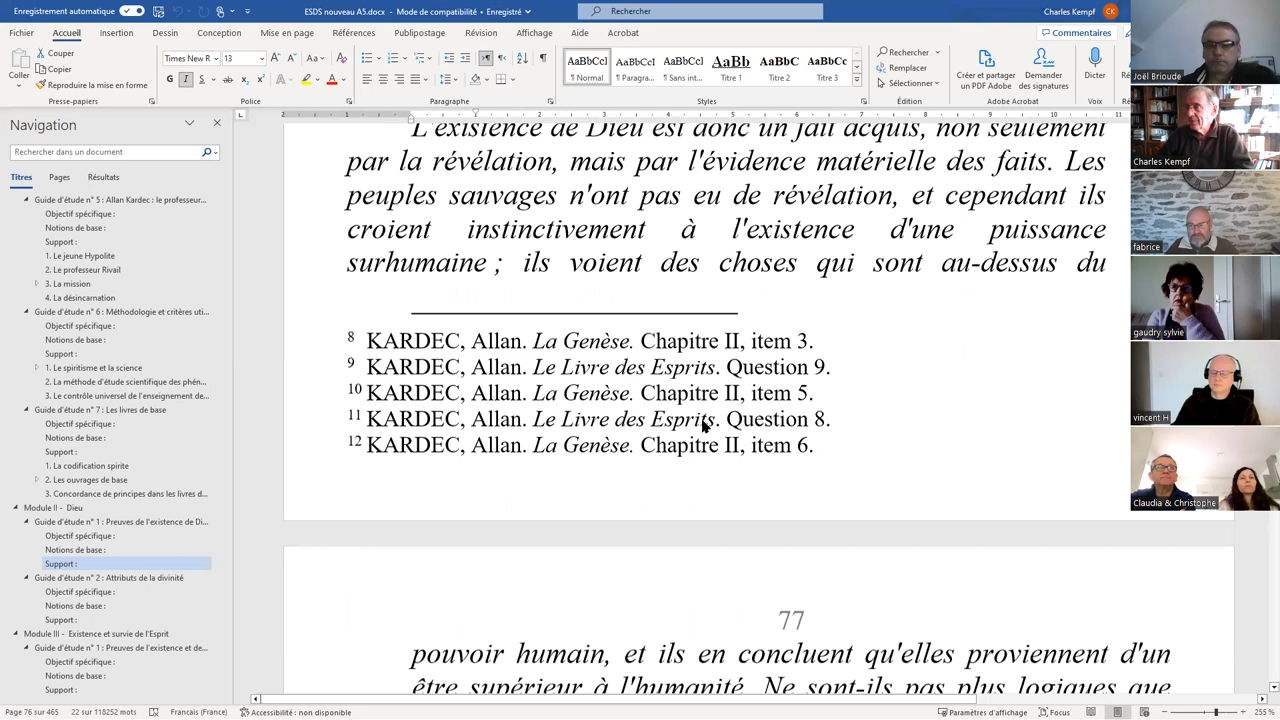 Enregistrement automatique
ESDS nouveau A5.docx - Mode de compatibilité • Enregistré
Rechercher
Charles Kempf
CK
Fichier Accueil Insertion Dessin Conception Mise en page Références Publipostage Révision Affichage Aide Acrobat
Commentaires
Coller
Couper
Copier
Reproduire la mise en forme
Presse-papiers
Times New R 13
Police
Paragraphe
AaBbCcI AaBbCcI AaBbCcI AaBb AaBbC AaBbCc
¶ Normal ¶ Paragra... ¶ Sans int... Titre 1 Titre 2 Titre 3
Styles
Rechercher
Remplacer
Sélectionner
Édition
Créer et partager
un PDF Adobe
Demander
des signatures
Adobe Acrobat
Dicter
Voix
Navigation
Rechercher dans un document
Titres Pages Résultats
Guide d'étude n° 5 : Allan Kardec : le professeur...
Objectif spécifique :
Notions de base :
Support :
1. Le jeune Hypolite
2. Le professeur Rivail
3. La mission
4. La désincarnation
Guide d'étude n° 6 : Méthodologie et critères uti...
Objectif spécifique :
Notions de base :
Support :
1. Le spiritisme et la science
2. La méthode d'étude scientifique des phén...
3. Le contrôle universel de l'enseignement de...
Guide d'étude n° 7 : Les livres de base
Objectif spécifique :
Notions de base :
Support :
1. La codification spirite
2. Les ouvrages de base
3. Concordance de principes dans les livres d...
Module II - Dieu
Guide d'étude n° 1 : Preuves de l'existence de Di...
Objectif spécifique :
Notions de base :
Support :
Guide d'étude n° 2 : Attributs de la divinité
Objectif spécifique :
Notions de base :
Support :
Module III - Existence et survie de l'Esprit
Guide d'étude n° 1 : Preuves de l'existence et de...
Objectif spécifique :
Notions de base :
Support :
L'existence de Dieu est donc un fait acquis, non seulement
par la révélation, mais par l'évidence matérielle des faits. Les
peuples sauvages n'ont pas eu de révélation, et cependant ils
croient instinctivement à l'existence d'une puissance
surhumaine ; ils voient des choses qui sont au-dessus du
8 KARDEC, Allan. La Genèse. Chapitre II, item 3.
9 KARDEC, Allan. Le Livre des Esprits. Question 9.
10 KARDEC, Allan. La Genèse. Chapitre II, item 5.
11 KARDEC, Allan. Le Livre des Esprits. Question 8.
12 KARDEC, Allan. La Genèse. Chapitre II, item 6.
77
pouvoir humain, et ils en concluent qu'elles proviennent d'un
être supérieur à l'humanité. Ne sont-ils pas plus logiques que
Joël Brioude
Charles Kempf
fabrice
gaudry sylvie
vincent H
Claudia & Christophe
Page 76 sur 465 22 sur 118252 mots Français (France) Accessibilité : non disponible Paramètres d'affichage Focus 255 %